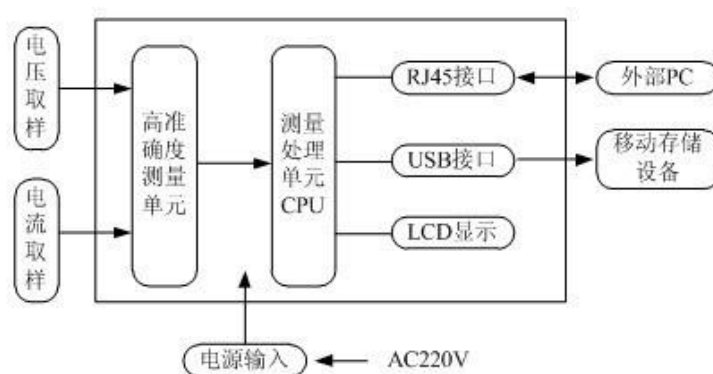 电压取样
电流取样
高准
确度
测量
单元
测量
处理
单元
CPU
RJ45接口
USB接口
LCD显示
外部PC
移动存储
设备
电源输入
AC220V